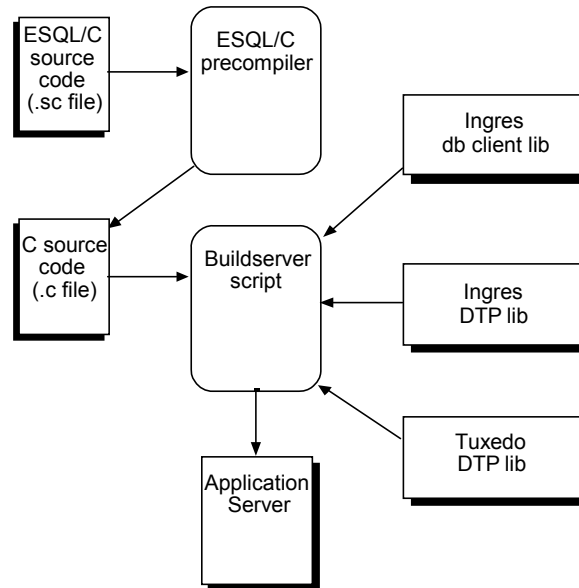 ESQL/C
source
code
(.sc file)
ESQL/C
precompiler
Ingres
db client lib
C source
code
(.c file)
Buildserver
script
Ingres
DTP lib
Tuxedo
DTP lib
Application
Server